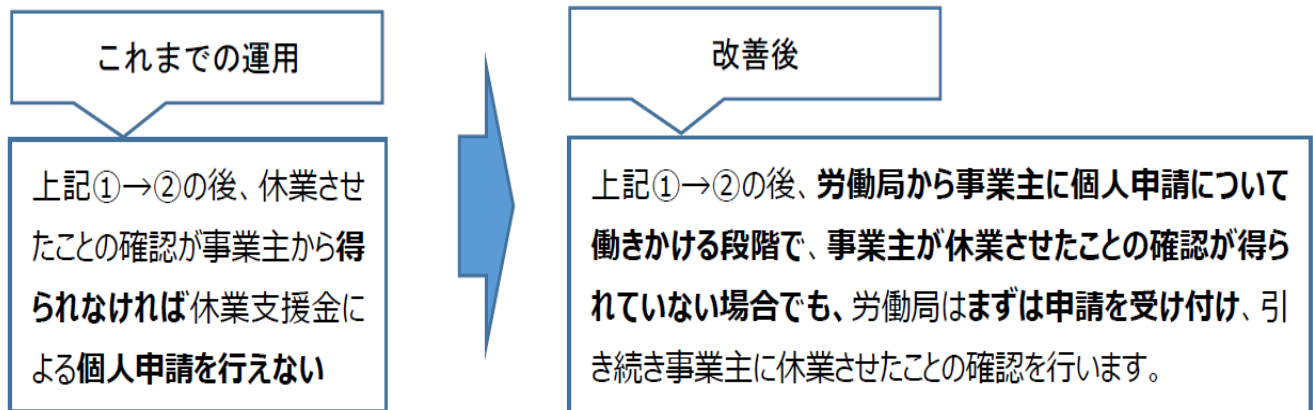 これまでの運用
上記①→②の後、休業させ
たことの確認が事業主から得
られなければ休業支援金に
よる個人申請を行えない
改善後
上記①→②の後、労働局から事業主に個人申請について
働きかける段階で、事業主が休業させたことの確認が得ら
れていない場合でも、労働局はまずは申請を受け付け、引
き続き事業主に休業させたことの確認を行います。